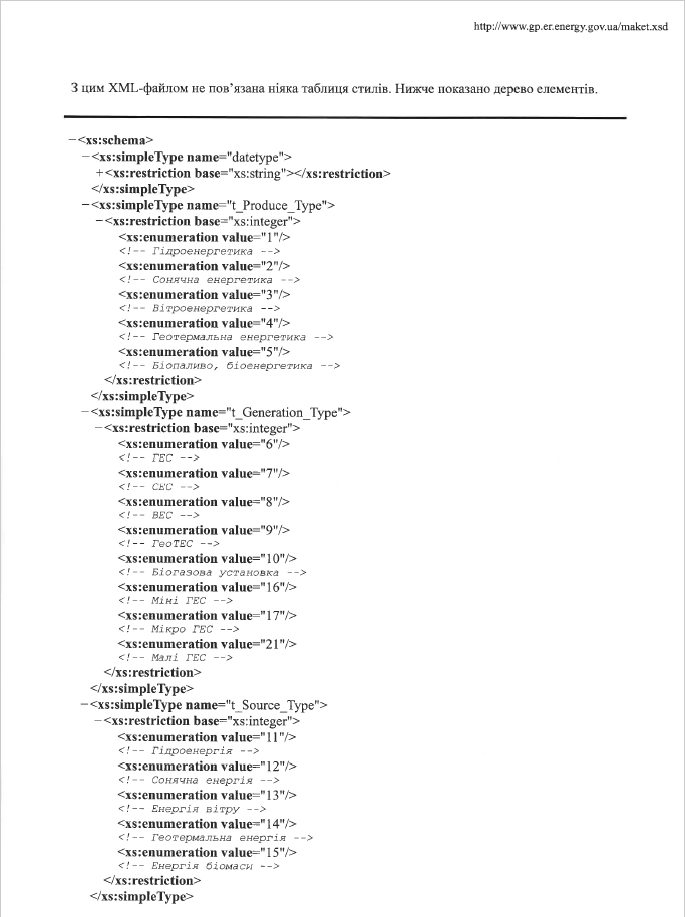 http://www.gp.er.energy.gov.ua/maket.xsd
З цим XML-файлом не пов’язана ніяка таблиця стилів. Нижче показано дерево елементів.
−<xs:schema>
−<xs:simpleType name="datetype">
+<xs:restriction base="xs:string"></xs:restriction>
</xs:simpleType>
−<xs:simpleType name="t_Produce_Type">
−<xs:restriction base="xs:integer">
<xs:enumeration value="1"/>
<!-- Гідроенергетика -->
<xs:enumeration value="2"/>
<!-- Сонячна енергетика -->
<xs:enumeration value="3"/>
<!-- Вітроенергетика -->
<xs:enumeration value="4"/>
<!-- Геотермальна енергетика -->
<xs:enumeration value="5"/>
<!-- Біопаливо, біоенергетика -->
</xs:restriction>
</xs:simpleType>
−<xs:simpleType name="t_Generation_Type">
−<xs:restriction base="xs:integer">
<xs:enumeration value="6"/>
<!-- ГЕС -->
<xs:enumeration value="7"/>
<!-- СЕС -->
<xs:enumeration value="8"/>
<!-- ВЕС -->
<xs:enumeration value="9"/>
<!-- ГеоТЕС -->
<xs:enumeration value="10"/>
<!-- Біогазова установка -->
<xs:enumeration value="16"/>
<!-- Міні ГЕС -->
<xs:enumeration value="17"/>
<!-- Мікро ГЕС -->
<xs:enumeration value="21"/>
<!-- Малі ГЕС -->
</xs:restriction>
</xs:simpleType>
−<xs:simpleType name="t_Source_Type">
−<xs:restriction base="xs:integer">
<xs:enumeration value="11"/>
<!-- Гідроенергія -->
<xs:enumeration value="12"/>
<!-- Сонячна енергія -->
<xs:enumeration value="13"/>
<!-- Енергія вітру -->
<xs:enumeration value="14"/>
<!-- Геотермальна енергія -->
<xs:enumeration value="15"/>
<!-- Енергія біомаси -->
</xs:restriction>
</xs:simpleType>